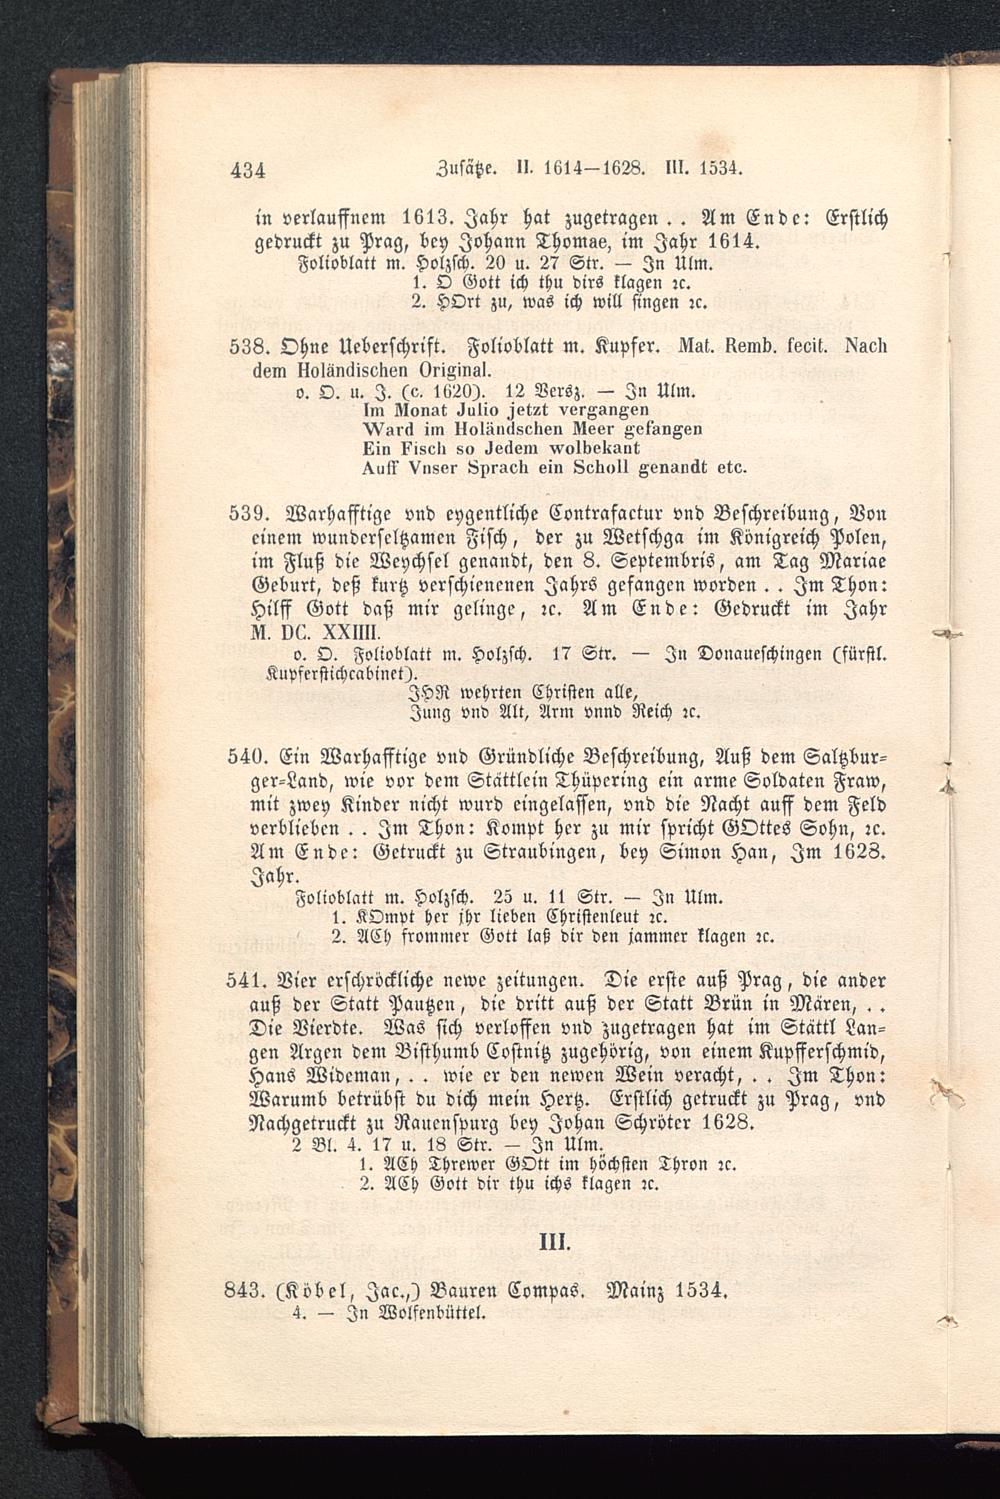 434 Zusätze. II. 1614—1628. III. 1534.
in verlauffnem 1613. Jahr hat zugetragen .. Am Ende: Erstlich
gedruckt zu Prag, bey Johann Thomae, im Jahr 1614.
Folioblatt m. Holzsch. 20 u. 27 Str. — In Ulm.
1. O Gott ich thu dirs klagen ꝛc.
2. HOrt zu, was ich will singen ꝛc.
538. Ohne Ueberschrift. Folioblatt m. Kupfer. Mat. Remb. fecit. Nach
dem Holändischen Original.
o. O. u. J. (c. 1620). 12 Versz. — In Ulm.
Im Monat Julio jetzt vergangen
Ward im Holändschen Meer gefangen
Ein Fisch so Jedem wolbekant
Auff Vnser Sprach ein Scholl genandt etc.
539. Warhafftige vnd eygentliche Contrafactur vnd Beschreibung, Von
einem wunderseltzamen Fisch, der zu Wetschga im Königreich Polen,
im Fluß die Weychsel genandt, den 8. Septembris, am Tag Mariae
Geburt, deß kurtz verschienenen Jahrs gefangen worden .. Im Thon:
Hilff Gott daß mir gelinge, ꝛc. Am Ende: Gedruckt im Jahr
M. DC. XXIIII.
o. O. Folioblatt m. Holzsch. 17 Str. — In Donaueschingen (fürstl.
Kupferstichcabinet).
JHR wehrten Christen alle,
Jung vnd Alt, Arm vnnd Reich ꝛc.
540. Ein Warhafftige vnd Gründliche Beschreibung, Auß dem Saltzbur-
ger-Land, wie vor dem Stättlein Thüpering ein arme Soldaten Fraw,
mit zwey Kinder nicht wurd eingelassen, vnd die Nacht auff dem Feld
verblieben .. Im Thon: Kompt her zu mir spricht GOttes Sohn, ꝛc.
Am Ende: Getruckt zu Straubingen, bey Simon Han, Im 1628.
Jahr.
Folioblatt m. Holzsch. 25 u. 11 Str. — In Ulm.
1. KOmpt her jhr lieben Christenleut ꝛc.
2. ACh frommer Gott laß dir den jammer klagen ꝛc.
541. Vier erschröckliche newe zeitungen. Die erste auß Prag, die ander
auß der Statt Pautzen, die dritt auß der Statt Brün in Mären, ..
Die Vierdte. Was sich verloffen vnd zugetragen hat im Stättl Lan-
gen Argen dem Bisthumb Costnitz zugehörig, von einem Kupfferschmid,
Hans Wideman, .. wie er den newen Wein veracht, .. Im Thon:
Warumb betrübst du dich mein Hertz. Erstlich getruckt zu Prag, vnd
Nachgetruckt zu Rauenspurg bey Johan Schröter 1628.
2 Bl. 4. 17 u. 18 Str. — In Ulm.
1. ACh Threwer GOtt im höchsten Thron ꝛc.
2. ACh Gott dir thu ichs klagen ꝛc.
III.
843. (Köbel, Jac.,) Bauren Compas. Mainz 1534.
4. — In Wolfenbüttel.